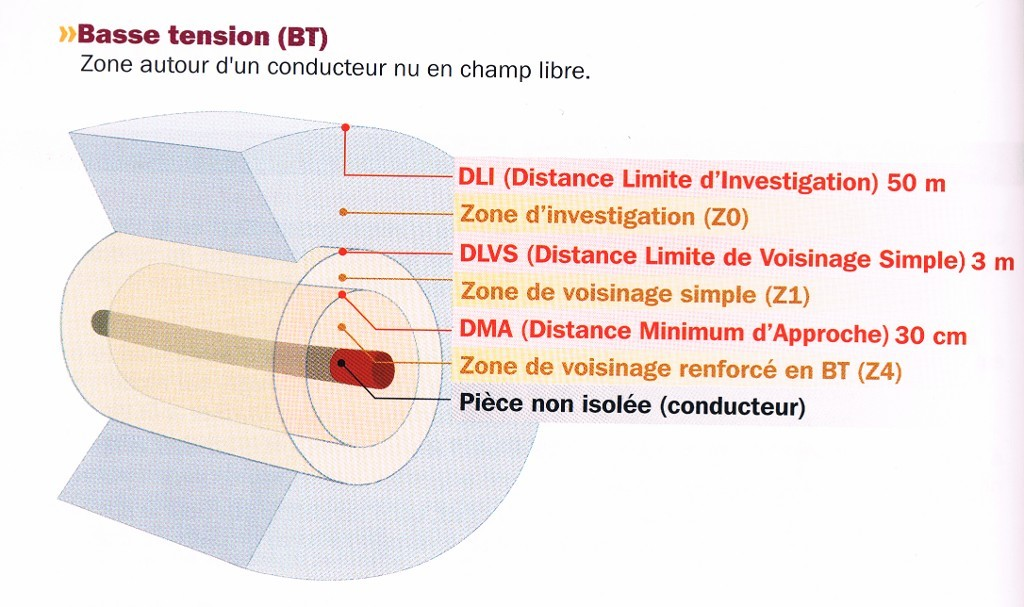 »Basse tension (BT)
Zone autour d'un conducteur nu en champ libre.
DLI (Distance Limite d'Investigation) 50 m
Zone d'investigation (Z0)
DLVS (Distance Limite de Voisinage Simple) 3 m
Zone de voisinage simple (Z1)
DMA (Distance Minimum d'Approche) 30 cm
Zone de voisinage renforcé en BT (Z4)
Pièce non isolée (conducteur)